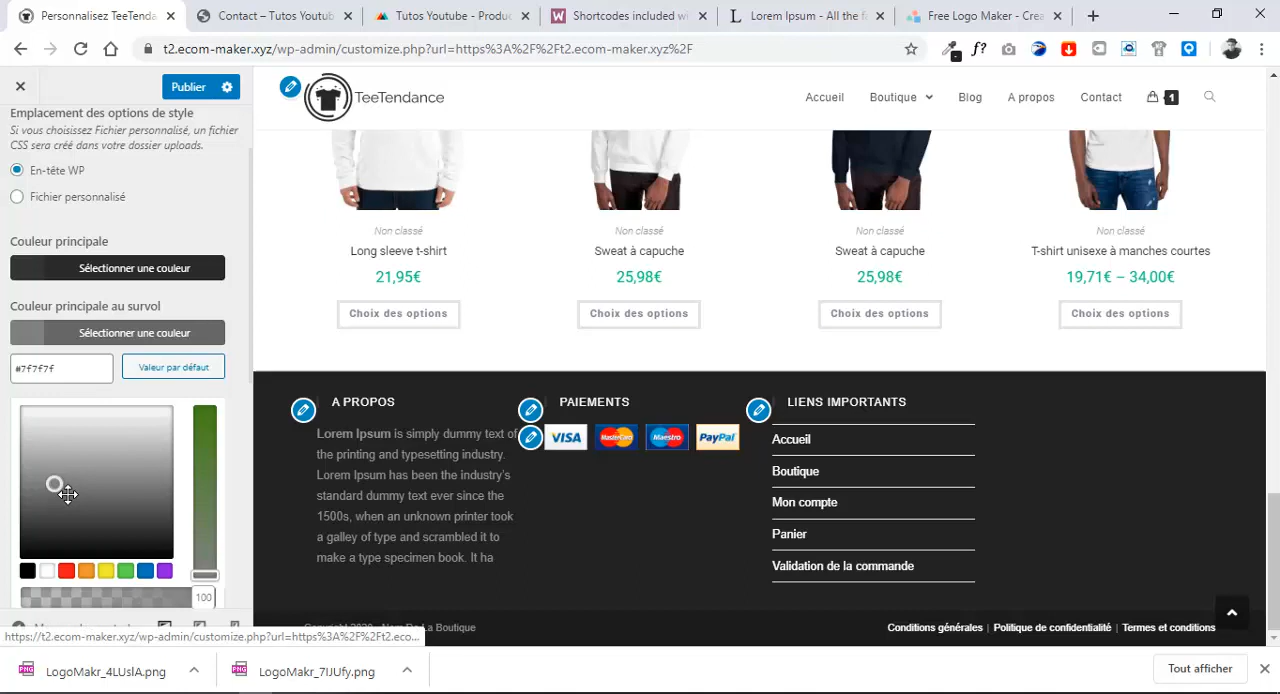 Personnalisez TeeTendance
Contact – Tutos Youtub
Tutos Youtube - Produc
Shortcodes included wi
Lorem Ipsum - All the f
Free Logo Maker - Crea
t2.ecom-maker.xyz/wp-admin/customize.php?url=https%3A%2F%2Ft2.ecom-maker.xyz%2F
Publier
Emplacement des options de style
Si vous choisissez Fichier personnalisé, un fichier
CSS sera créé dans votre dossier uploads.
En-tête WP
Fichier personnalisé
Couleur principale
Sélectionner une couleur
Couleur principale au survol
Sélectionner une couleur
#7f7f7f
Valeur par défaut
100
https://t2.ecom-maker.xyz/wp-admin/customize.php?url=https%3A%2F%2Ft2.eco...
TeeTendance
Accueil
Boutique
Blog
A propos
Contact
1
Non classé
Long sleeve t-shirt
21,95€
Choix des options
Non classé
Sweat à capuche
25,98€
Choix des options
Non classé
Sweat à capuche
25,98€
Choix des options
Non classé
T-shirt unisexe à manches courtes
19,71€ – 34,00€
Choix des options
A PROPOS
Lorem Ipsum is simply dummy text of
the printing and typesetting industry.
Lorem Ipsum has been the industry's
standard dummy text ever since the
1500s, when an unknown printer took
a galley of type and scrambled it to
make a type specimen book. It ha
PAIEMENTS
VISA
MasterCard
Maestro
PayPal
LIENS IMPORTANTS
Accueil
Boutique
Mon compte
Panier
Validation de la commande
Copyright 2020 - Nom De La Boutique
Conditions générales | Politique de confidentialité | Termes et conditions
LogoMakr_4LUsIA.png
LogoMakr_7IJUfy.png
Tout afficher